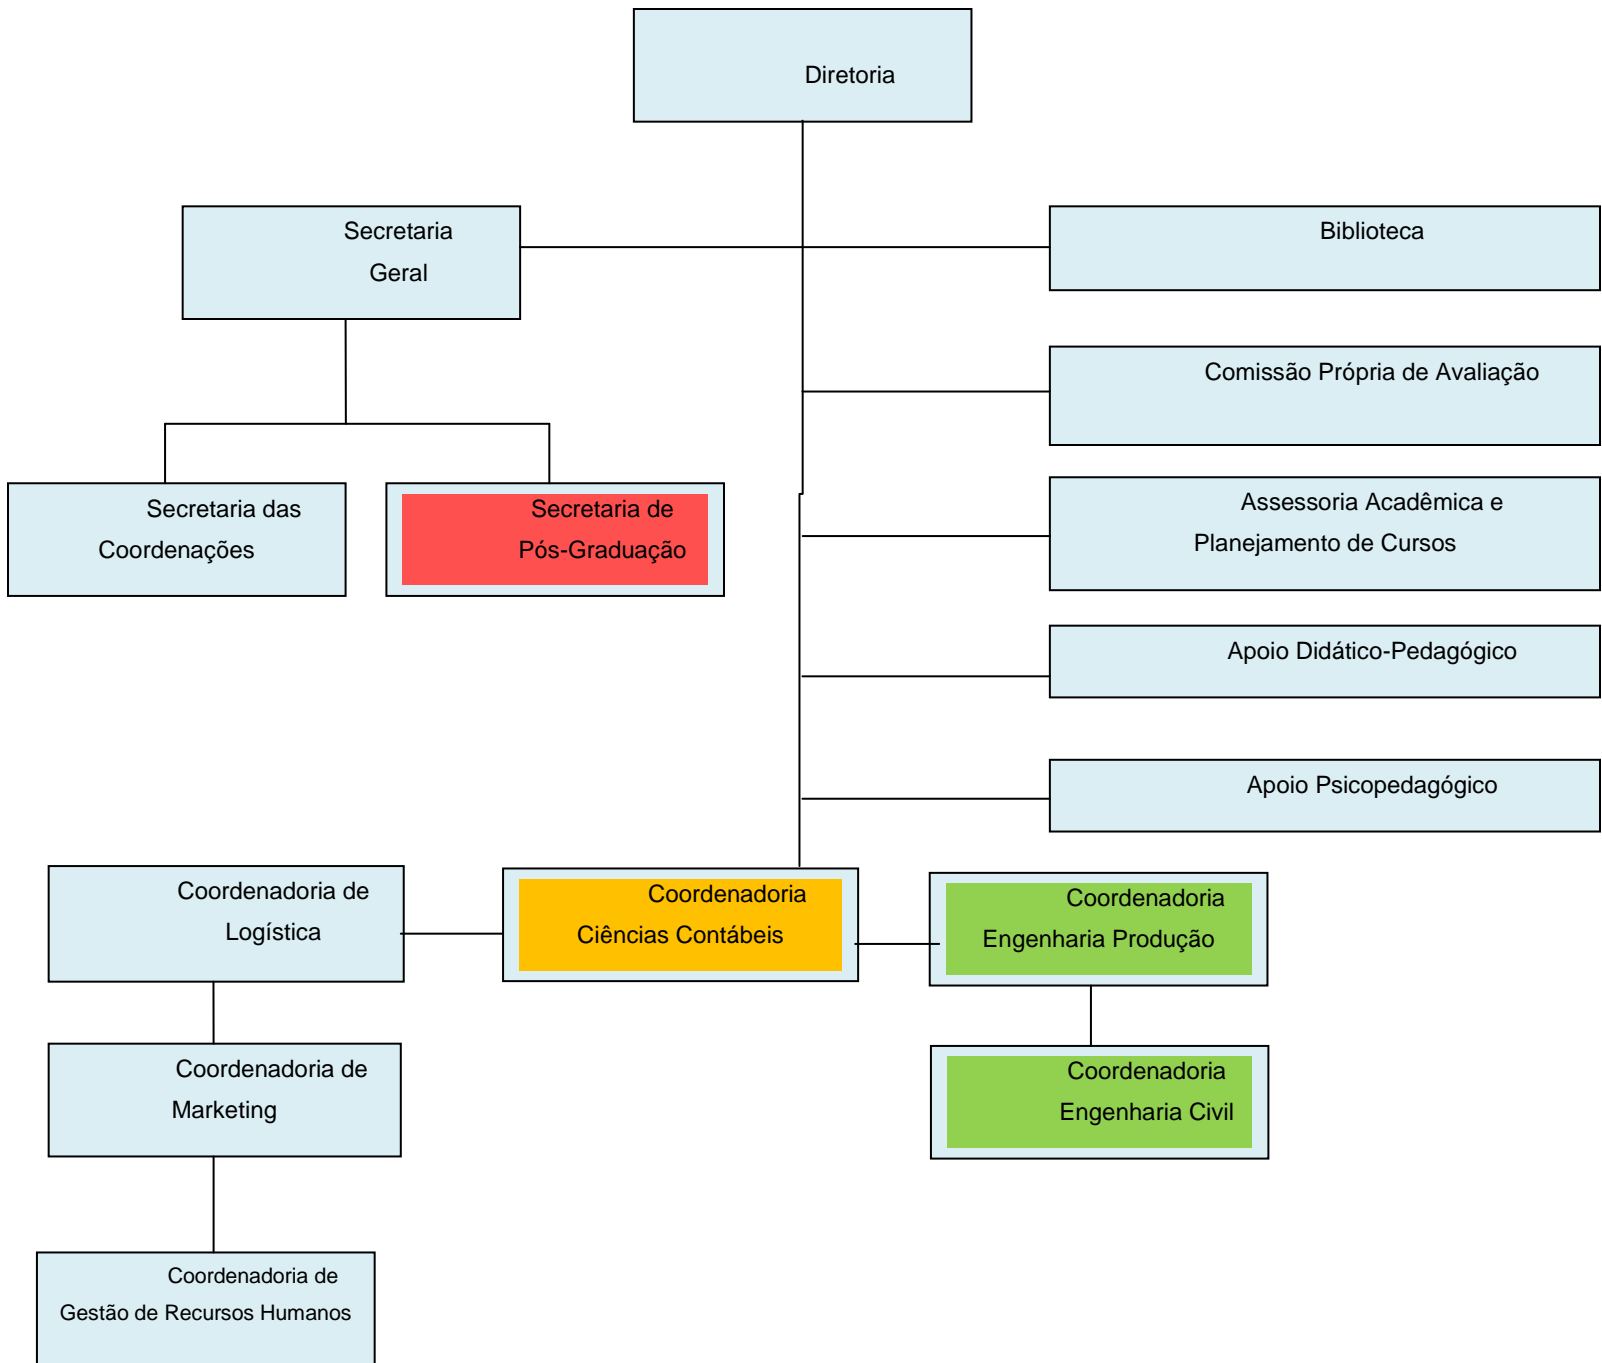 Diretoria
Secretaria
Geral
Biblioteca
Comissão Própria de Avaliação
Secretaria das
Coordenações
Secretaria de
Pós-Graduação
Assessoria Acadêmica e
Planejamento de Cursos
Apoio Didático-Pedagógico
Apoio Psicopedagógico
Coordenadoria de
Logística
Coordenadoria
Ciências Contábeis
Coordenadoria
Engenharia Produção
Coordenadoria de
Marketing
Coordenadoria
Engenharia Civil
Coordenadoria de
Gestão de Recursos Humanos